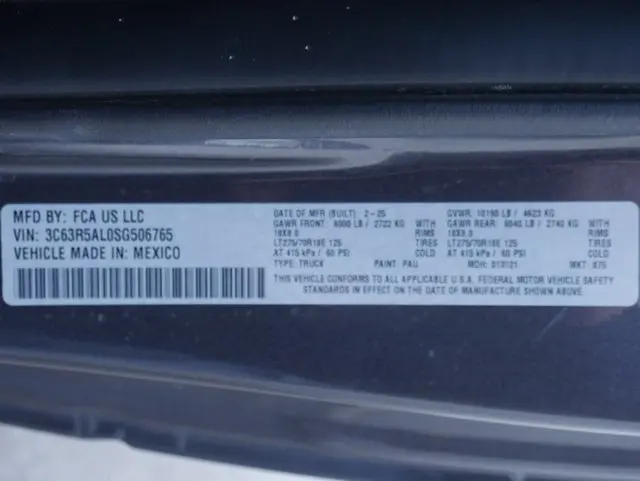 MFD BY: FCA US LLC
VIN: 3C63R5AL0SG506765
VEHICLE MADE IN: MEXICO
DATE OF MFR (BUILT): 2-25
GAWR FRONT: 6000 LB / 2722 KG WITH
18X8.0 RIMS
LT275/70R18E 125 TIRES
AT 415 kPa / 60 PSI COLD
TYPE: TRUCK PAINT: PAU
GVWR: 10190 LB / 4623 KG
GAWR REAR: 6040 LB / 2740 KG WITH
18X8.0 RIMS
LT275/70R18E 125 TIRES
AT 415 kPa / 60 PSI COLD
MDH: MKT:
THIS VEHICLE CONFORMS TO ALL APPLICABLE U.S.A. FEDERAL MOTOR VEHICLE SAFETY
STANDARDS IN EFFECT ON THE DATE OF MANUFACTURE SHOWN ABOVE.